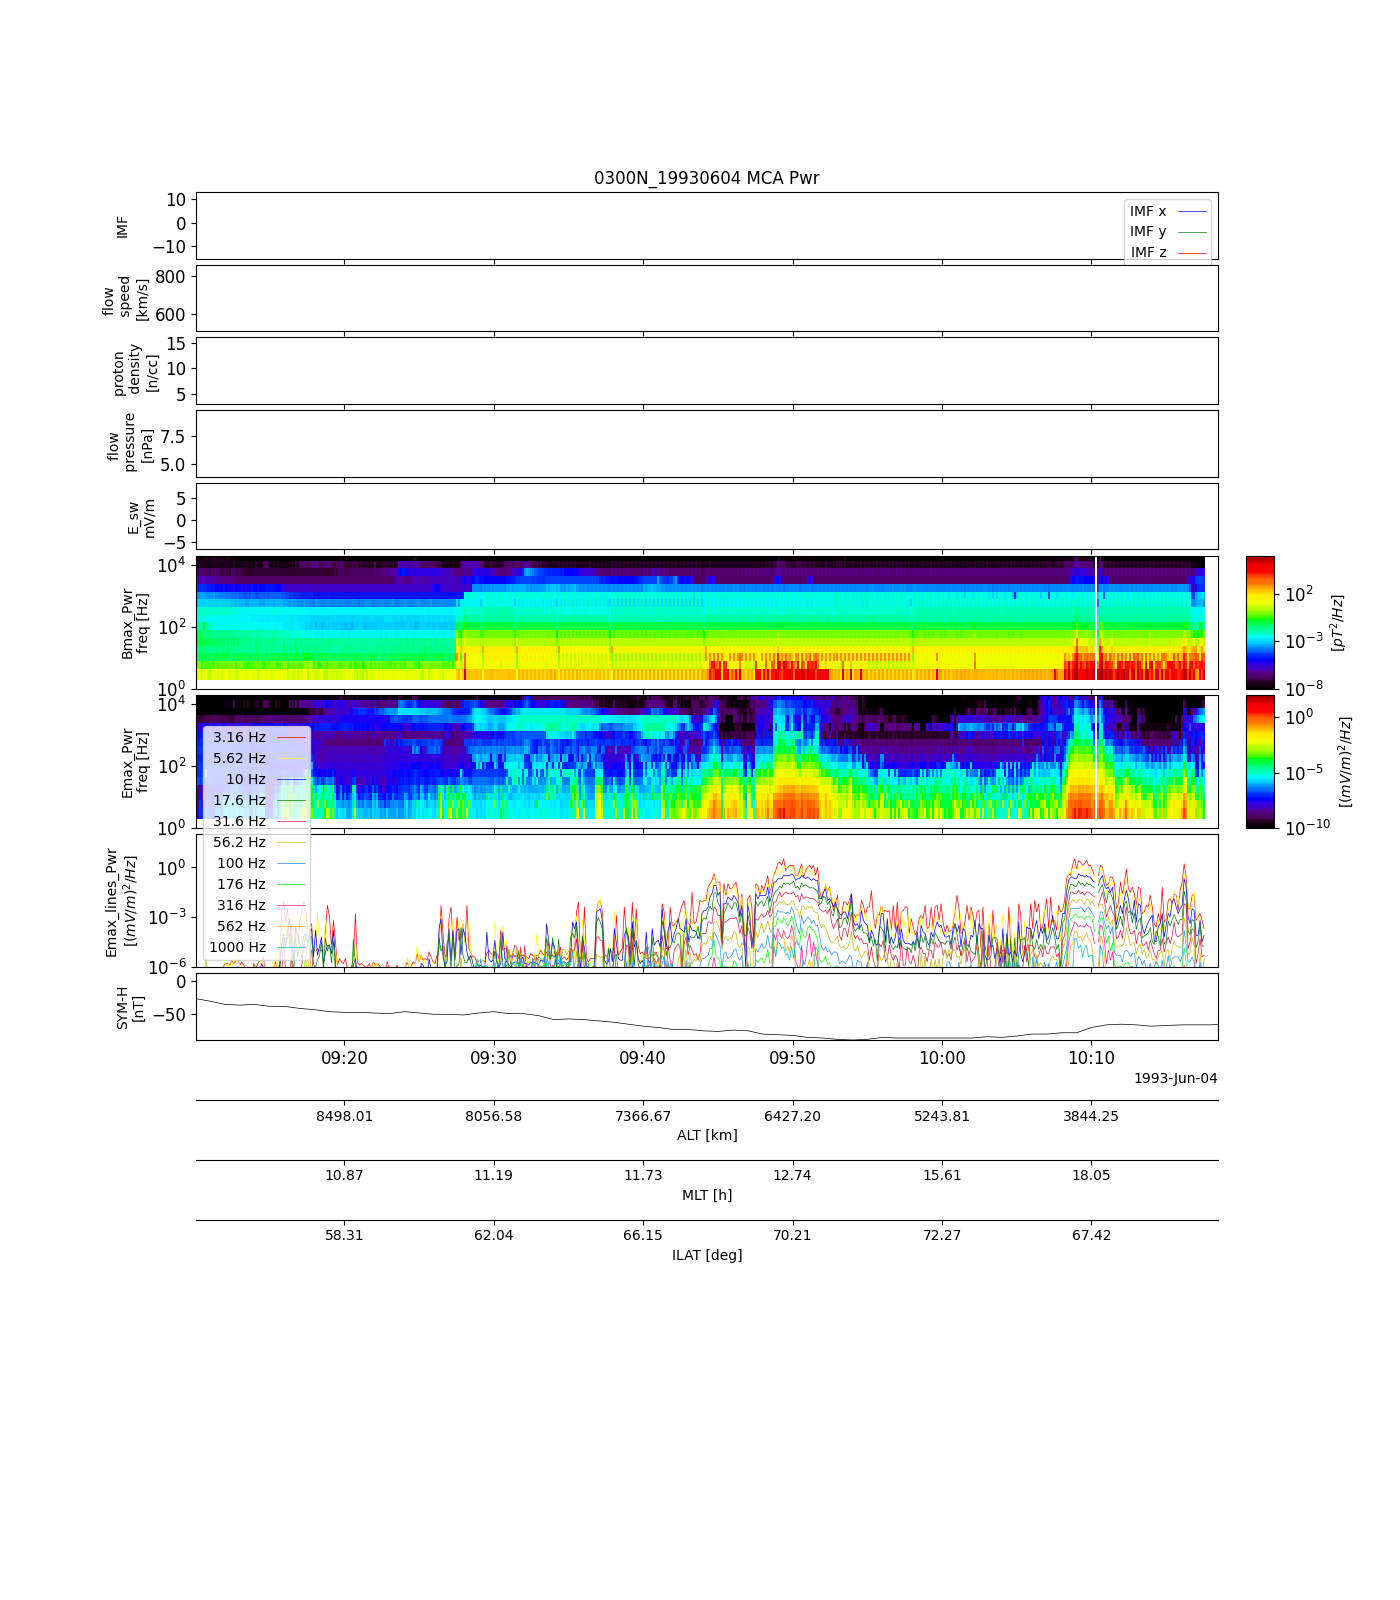 0300N_19930604 MCA Pwr
IMF
10
0
−10
IMF x
IMF y
IMF z
flow
speed
[km/s]
800
600
proton
density
[n/cc]
15
10
5
flow
pressure
[nPa]
7.5
5.0
E_sw
mV/m
5
0
−5
Bmax_Pwr
freq [Hz]
10^4
10^2
10^0
10^2
10^-3
10^-8
[pT^2/Hz]
Emax_Pwr
freq [Hz]
10^4
10^2
10^0
10^0
10^-5
10^-10
[(mV/m)^2/Hz]
3.16 Hz
5.62 Hz
10 Hz
17.6 Hz
31.6 Hz
56.2 Hz
100 Hz
176 Hz
316 Hz
562 Hz
1000 Hz
Emax_lines_Pwr
[(mV/m)^2/Hz]
10^0
10^-3
10^-6
SYM-H
[nT]
0
−50
09:20 09:30 09:40 09:50 10:00 10:10
1993-Jun-04
8498.01 8056.58 7366.67 6427.20 5243.81 3844.25
ALT [km]
10.87 11.19 11.73 12.74 15.61 18.05
MLT [h]
58.31 62.04 66.15 70.21 72.27 67.42
ILAT [deg]